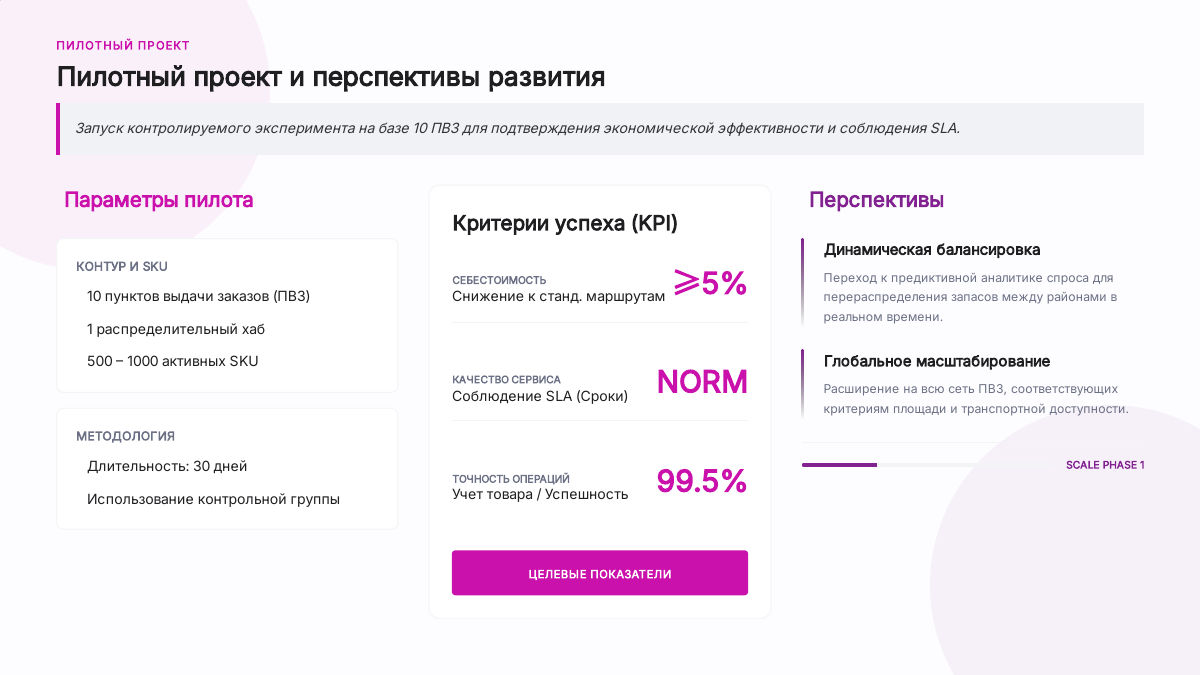 ПИЛОТНЫЙ ПРОЕКТ
Пилотный проект и перспективы развития
Запуск контролируемого эксперимента на базе 10 ПВЗ для подтверждения экономической эффективности и соблюдения SLA.
Параметры пилота
КОНТУР И SKU
10 пунктов выдачи заказов (ПВЗ)
1 распределительный хаб
500 – 1000 активных SKU
МЕТОДОЛОГИЯ
Длительность: 30 дней
Использование контрольной группы
Критерии успеха (KPI)
СЕБЕСТОИМОСТЬ
Снижение к станд. маршрутам
⩾5%
КАЧЕСТВО СЕРВИСА
Соблюдение SLA (Сроки)
NORM
ТОЧНОСТЬ ОПЕРАЦИЙ
Учет товара / Успешность
99.5%
ЦЕЛЕВЫЕ ПОКАЗАТЕЛИ
Перспективы
Динамическая балансировка
Переход к предиктивной аналитике спроса для
перераспределения запасов между районами в
реальном времени.
Глобальное масштабирование
Расширение на всю сеть ПВЗ, соответствующих
критериям площади и транспортной доступности.
SCALE PHASE 1